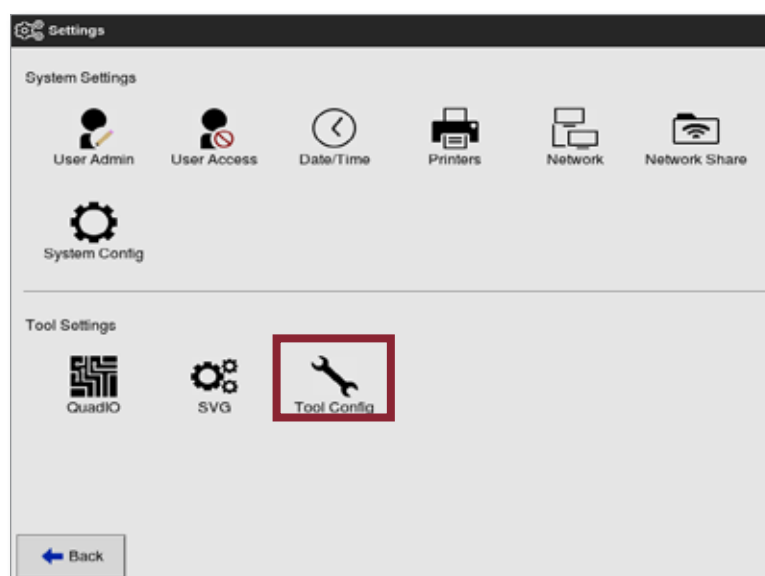 Settings
System Settings
User Admin User Access Date/Time Printers Network Network Share
System Config
Tool Settings
QuadIO SVG Tool Config
Back